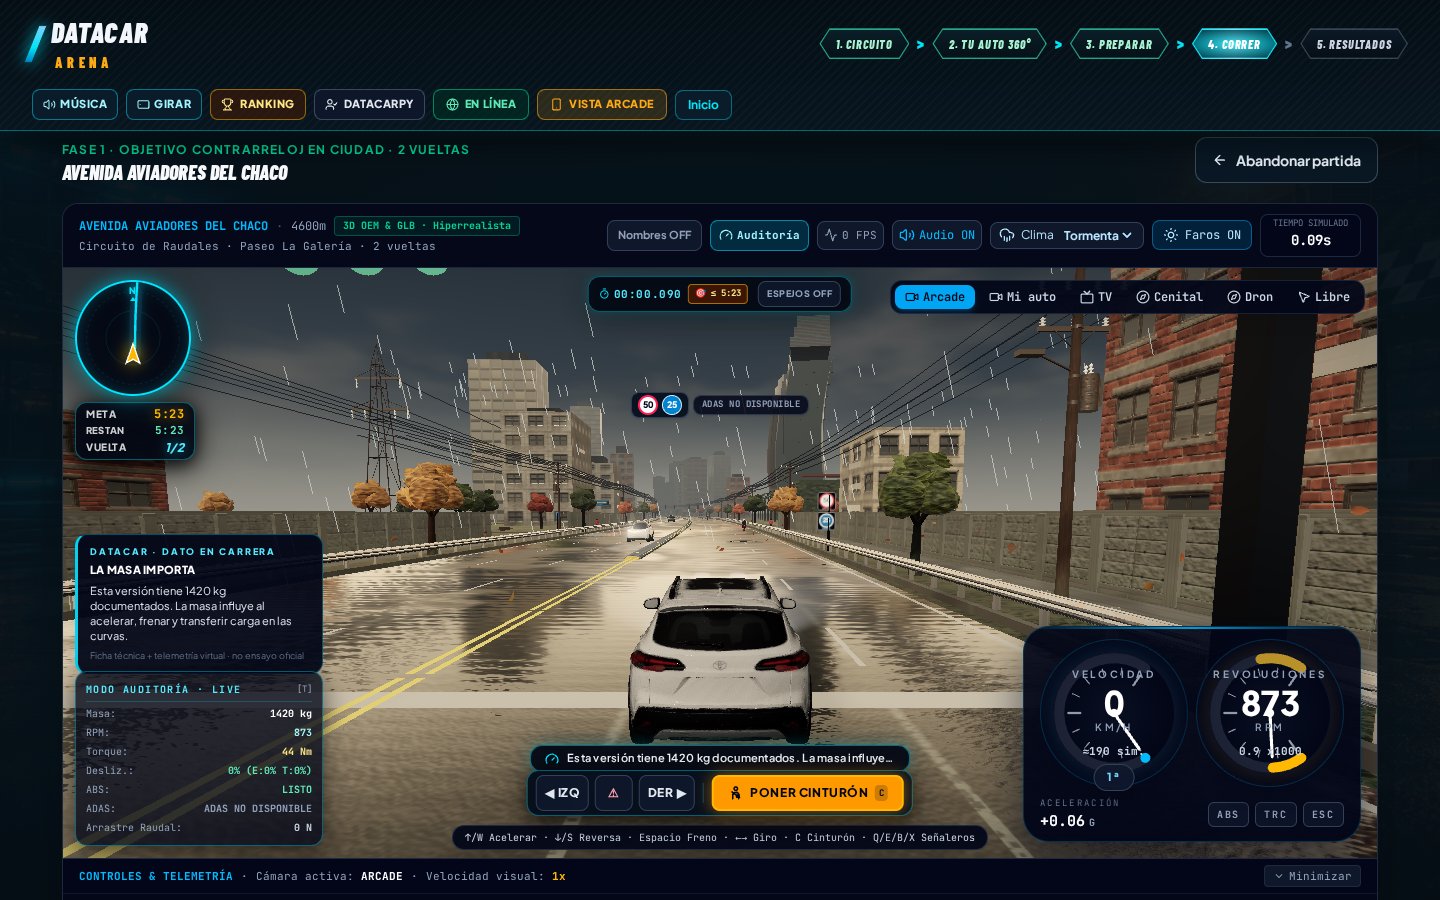 DATACAR
ARENA
1. CIRCUITO > 2. TU AUTO 360° > 3. PREPARAR > 4. CORRER > 5. RESULTADOS
MÚSICA GIRAR RANKING DATACARPY EN LÍNEA VISTA ARCADE Inicio
FASE 1 · OBJETIVO CONTRARRELOJ EN CIUDAD · 2 VUELTAS
AVENIDA AVIADORES DEL CHACO
← Abandonar partida
AVENIDA AVIADORES DEL CHACO · 4600m 3D OEM & GLB · Hiperrealista
Circuito de Raudales · Paseo La Galería · 2 vueltas
Nombres OFF Auditoría 0 FPS Audio ON Clima Tormenta Faros ON
TIEMPO SIMULADO
0.09s
N
00:00.090 ≤ 5:23 ESPEJOS OFF
Arcade Mi auto TV Cenital Dron Libre
META 5:23
RESTAN 5:23
VUELTA 1/2
50 25 ADAS NO DISPONIBLE
DATACAR · DATO EN CARRERA
LA MASA IMPORTA
Esta versión tiene 1420 kg
documentados. La masa influye al
acelerar, frenar y transferir carga en las
curvas.
Ficha técnica + telemetría virtual · no ensayo oficial
MODO AUDITORÍA · LIVE [T]
Masa: 1420 kg
RPM: 873
Torque: 44 Nm
Desliz.: 0% (E:0% T:0%)
ABS: LISTO
ADAS: ADAS NO DISPONIBLE
Arrastre Raudal: 0 N
Esta versión tiene 1420 kg documentados. La masa influye…
◀ IZQ ⚠ DER ▶ PONER CINTURÓN C
↑/W Acelerar · ↓/S Reversa · Espacio Freno · ←→ Giro · C Cinturón · Q/E/B/X Señaleros
VELOCIDAD
0
KM/H
≈190 sim.
1ª
REVOLUCIONES
873
RPM
0.9 x1000
ACELERACIÓN
+0.06 G
ABS TRC ESC
CONTROLES & TELEMETRÍA · Cámara activa: ARCADE · Velocidad visual: 1x
Minimizar